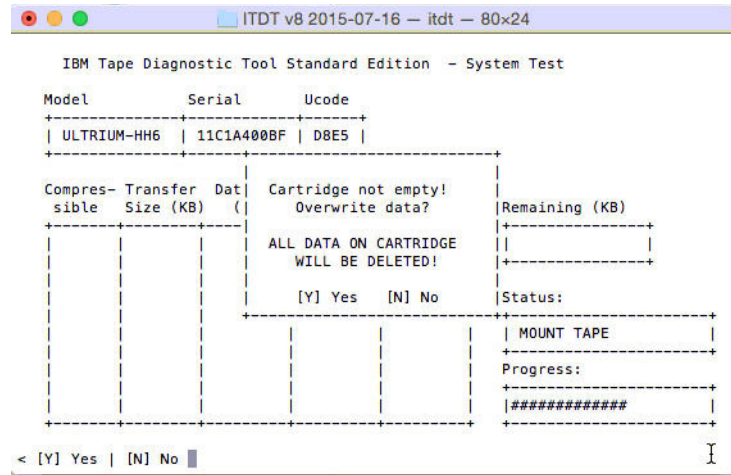 ITDT v8 2015-07-16 — itdt — 80×24
IBM Tape Diagnostic Tool Standard Edition - System Test
Model Serial Ucode
ULTRIUM-HH6 | 11C1A400BF | D8E5
Compres- Transfer Dat
sible Size (KB) (
Cartridge not empty!
Overwrite data?
ALL DATA ON CARTRIDGE
WILL BE DELETED!
[Y] Yes [N] No
Remaining (KB)
Status:
MOUNT TAPE
Progress:
#############
< [Y] Yes | [N] No